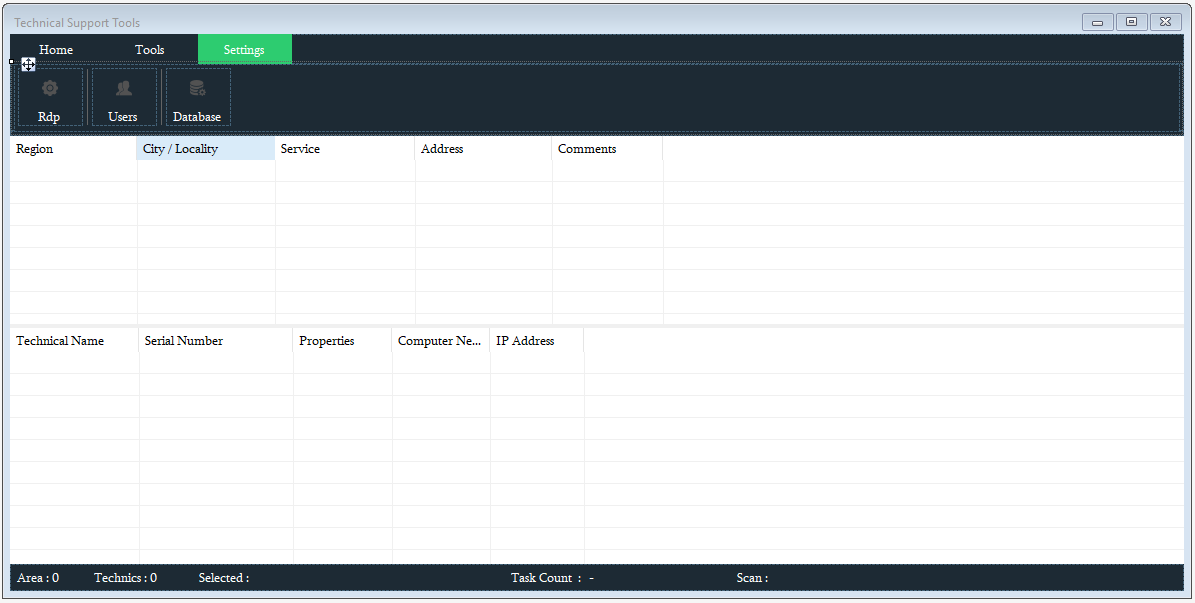 Technical Support Tools
Home Tools Settings
Rdp Users Database
Region City / Locality Service Address Comments
Technical Name Serial Number Properties Computer Ne... IP Address
Area : 0 Technics : 0 Selected : Task Count : - Scan :